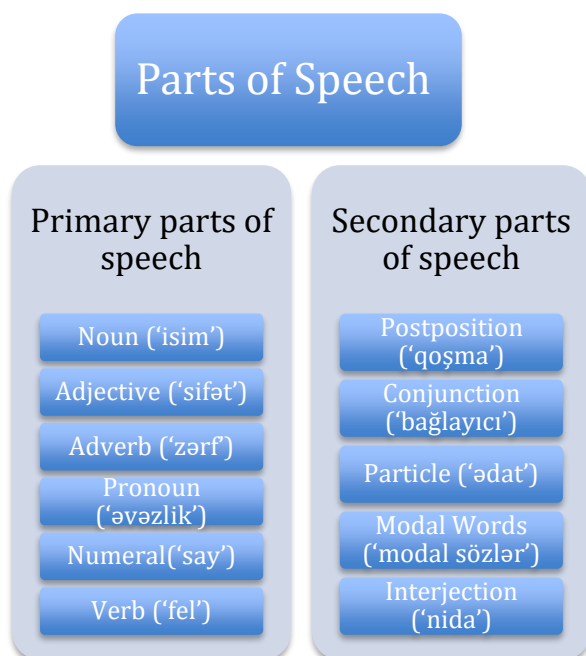 Parts of Speech
Primary parts of
speech
Noun (‘isim’)
Adjective (‘sifət’)
Adverb (‘zərf’)
Pronoun
(‘əvəzlik’)
Numeral(‘say’)
Verb (‘fel’)
Secondary parts
of speech
Postposition
(‘qoşma’)
Conjunction
(‘bağlayıcı’)
Particle (‘ədat’)
Modal Words
(‘modal sözlər’)
Interjection
(‘nida’)